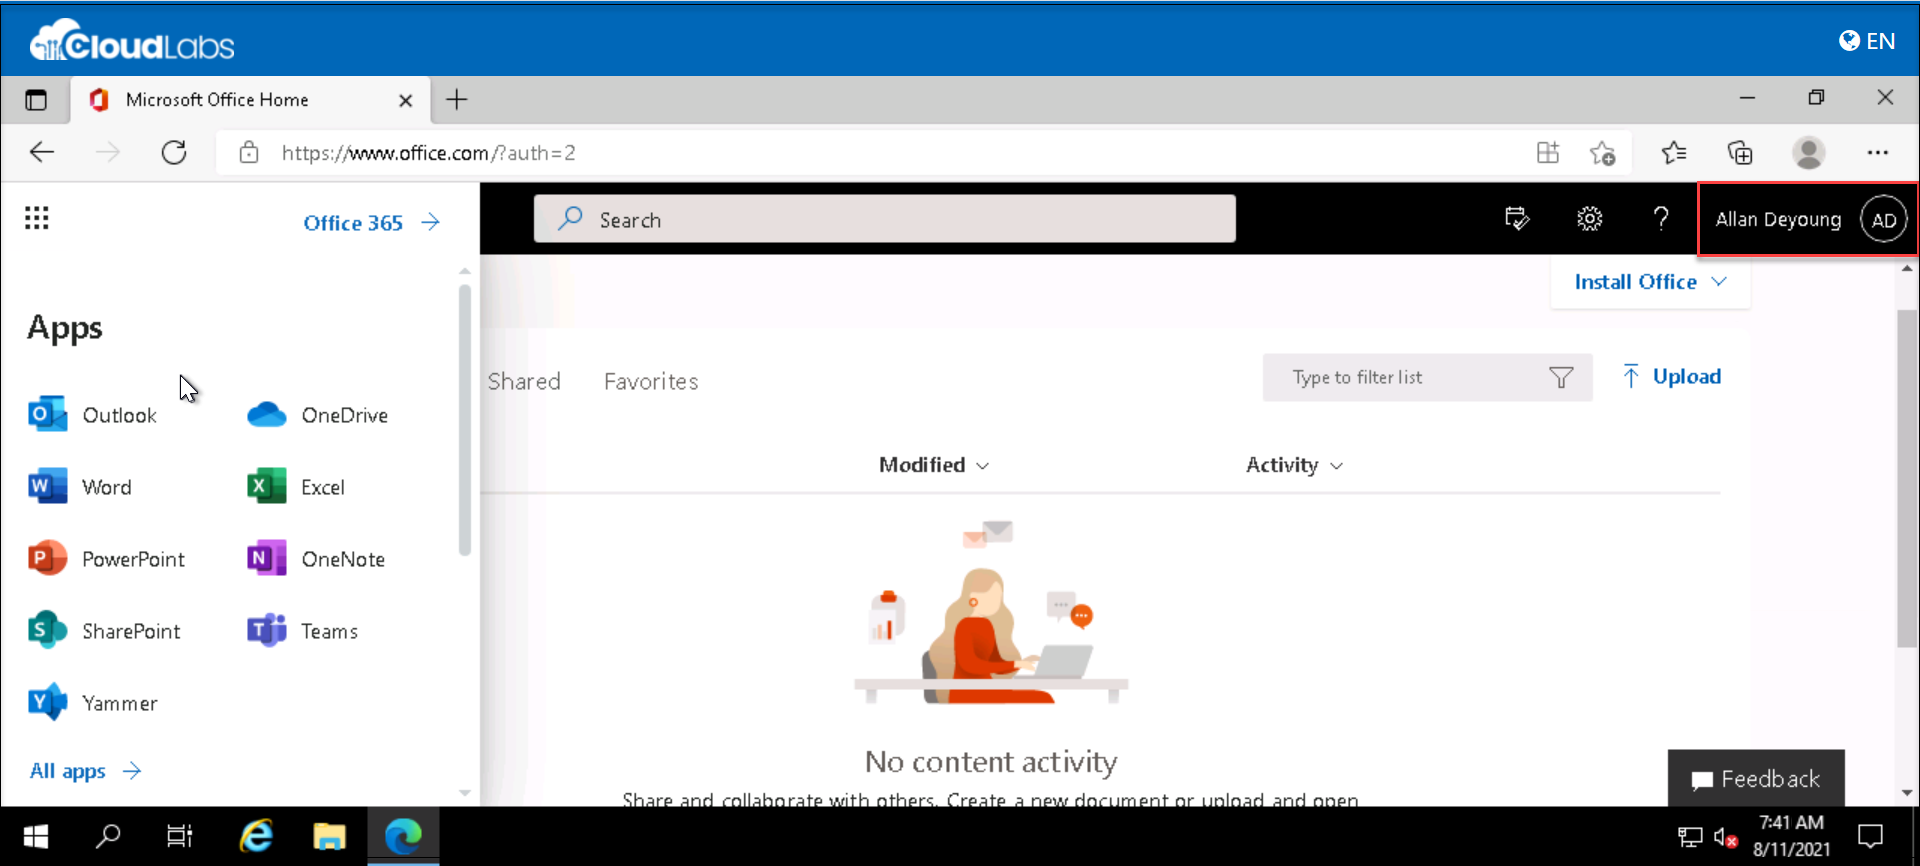 CloudLabs
EN
Microsoft Office Home
https://www.office.com/?auth=2
Office 365
Search
Allan Deyoung
AD
Install Office
Apps
Shared
Favorites
Type to filter list
Upload
Outlook
OneDrive
Modified
Activity
Word
Excel
PowerPoint
OneNote
SharePoint
Teams
Yammer
All apps
No content activity
Share and collaborate with others. Create a new document or upload and open
Feedback
7:41 AM
8/11/2021